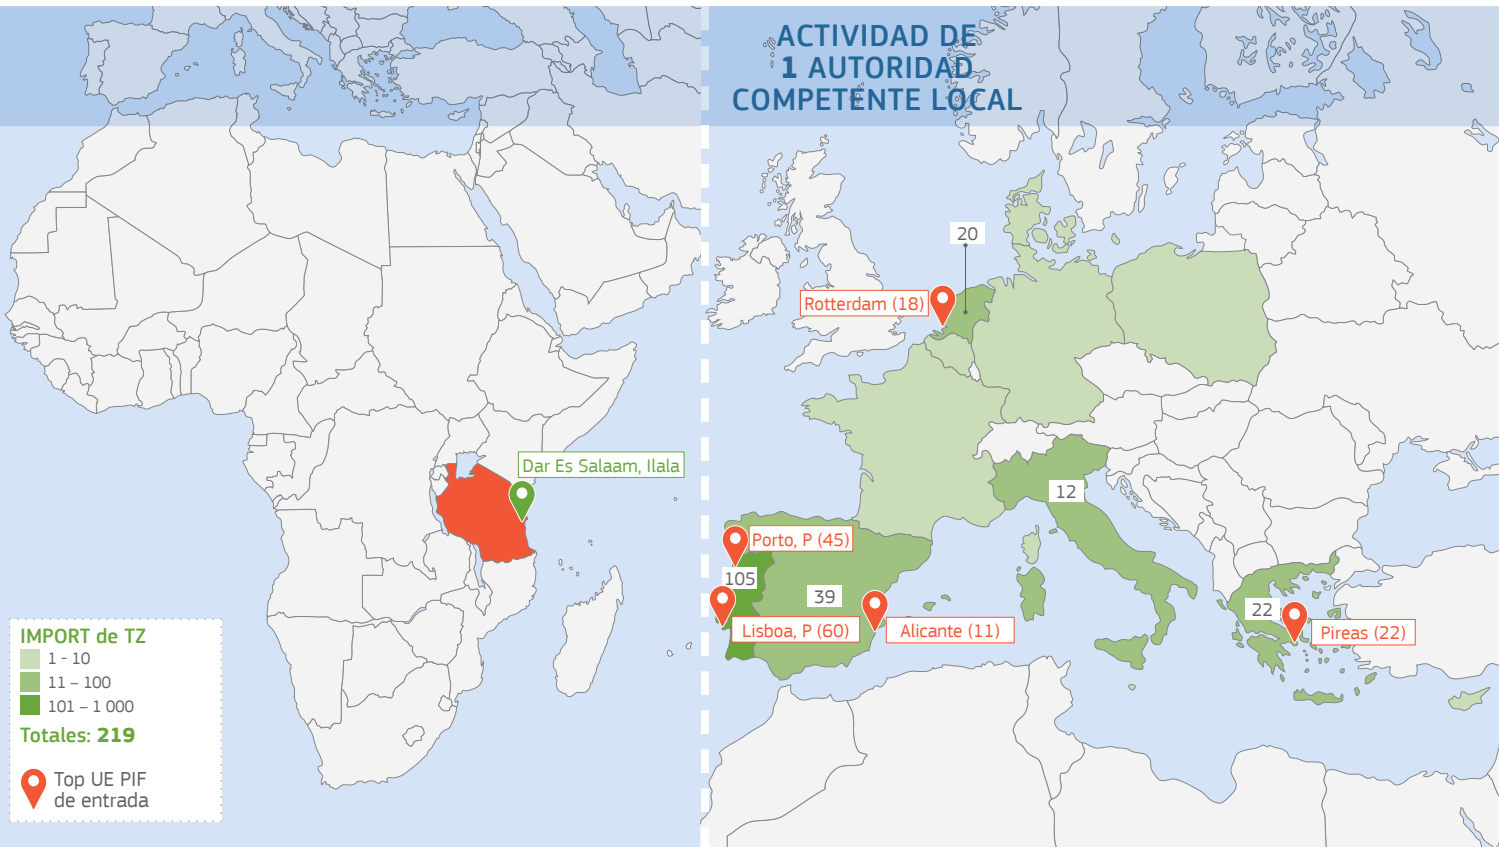 ACTIVIDAD DE
1 AUTORIDAD
COMPETENTE LOCAL
20
Rotterdam (18)
Dar Es Salaam, Ilala
12
Porto, P (45)
105
39
22
Lisboa, P (60)
Alicante (11)
Pireas (22)
IMPORT de TZ
1 - 10
11 – 100
101 – 1 000
Totales: 219
Top UE PIF
de entrada